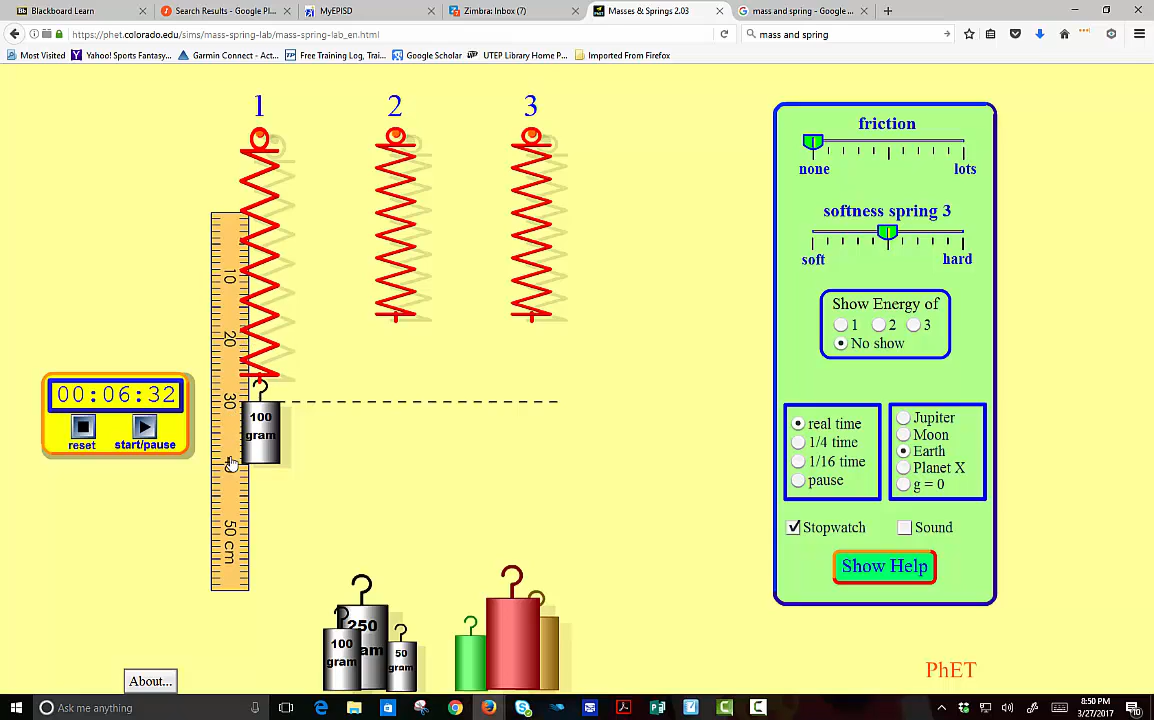 Blackboard Learn
Search Results - Google Pl...
MyEPISD
Zimbra: Inbox (7)
Masses & Springs 2.03
mass and spring - Google ...
https://phet.colorado.edu/sims/mass-spring-lab/mass-spring-lab_en.html
mass and spring
Most Visited
Yahoo! Sports Fantasy...
Garmin Connect - Act...
Free Training Log, Trai...
Google Scholar
UTEP Library Home P...
Imported From Firefox
1
2
3
friction
none
lots
softness spring 3
soft
hard
Show Energy of
1
2
3
No show
10
20
30
50 cm
00:06:32
reset
start/pause
100
gram
real time
1/4 time
1/16 time
pause
Jupiter
Moon
Earth
Planet X
g = 0
Stopwatch
Sound
Show Help
250
100
gram
50
gram
About...
PhET
Ask me anything
8:50 PM
3/27/2017